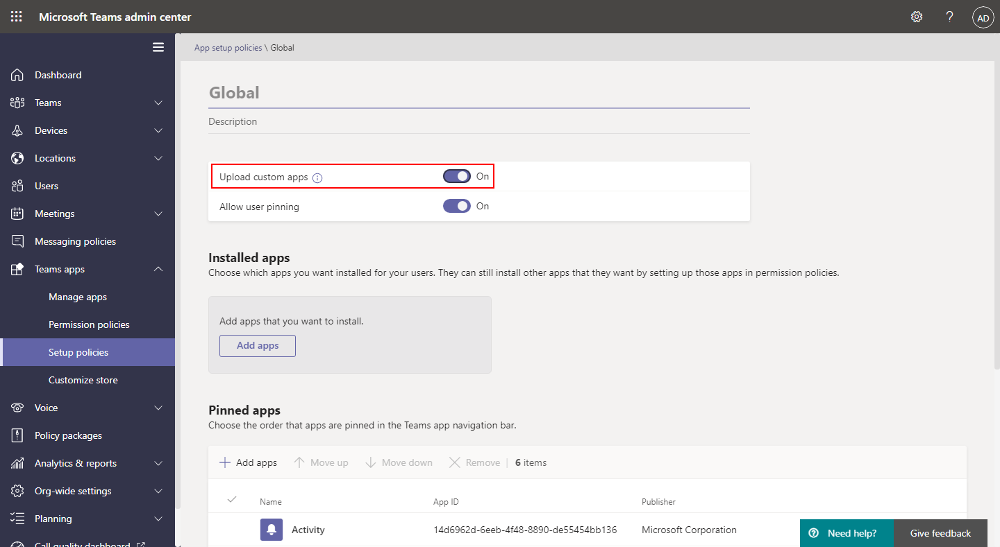 Microsoft Teams admin center
?
AD
Dashboard
Teams
Devices
Locations
Users
Meetings
Messaging policies
Teams apps
Manage apps
Permission policies
Setup policies
Customize store
Voice
Policy packages
Analytics & reports
Org-wide settings
Planning
Call quality dashboard
App setup policies \ Global
Global
Description
Upload custom apps On
Allow user pinning On
Installed apps
Choose which apps you want installed for your users. They can still install other apps that they want by setting up those apps in permission policies.
Add apps that you want to install.
Add apps
Pinned apps
Choose the order that apps are pinned in the Teams app navigation bar.
Add apps Move up Move down Remove | 6 items
Name App ID Publisher
Activity 14d6962d-6eeb-4f48-8890-de55454bb136 Microsoft Corporation
Need help? Give feedback